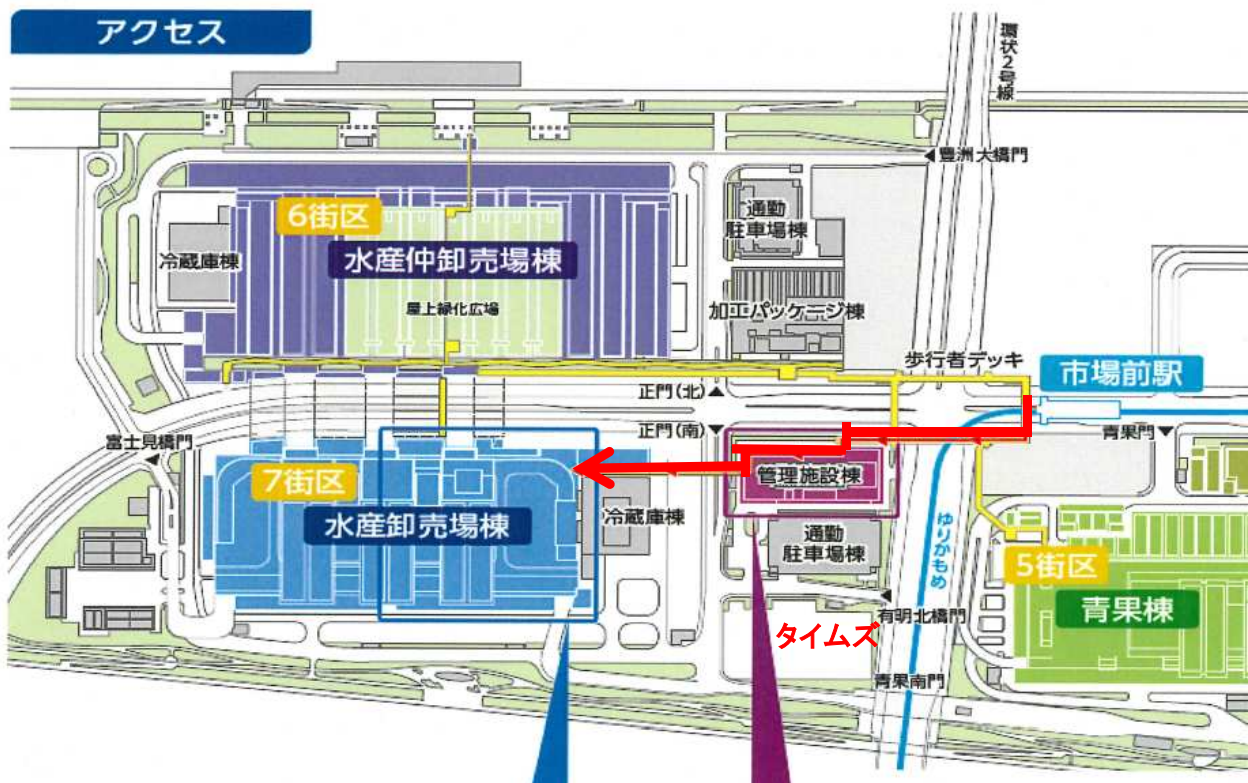 アクセス
環状2号線
◀豊洲大橋門
6街区
通勤
駐車場棟
冷蔵庫棟
水産仲卸売場棟
屋上緑化広場
加工パッケージ棟
歩行者デッキ
市場前駅
正門(北)▲
富士見橋門
正門(南)▼
青果門▼
7街区
管理施設棟
水産卸売場棟
冷蔵庫棟
通勤
駐車場棟
ゆりかもめ
5街区
青果棟
有明北橋門
タイムズ
青果南門